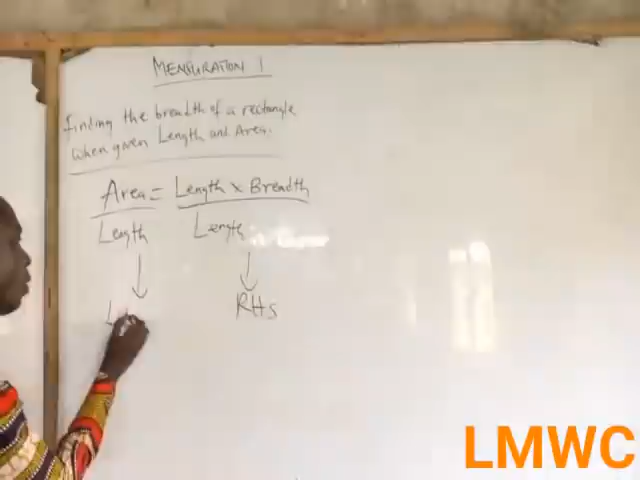 MENSURATION 1
finding the breadth of a rectangle
when given Length and Area.
Area = Length × Breadth
Length Length
RHS
L
LMWC